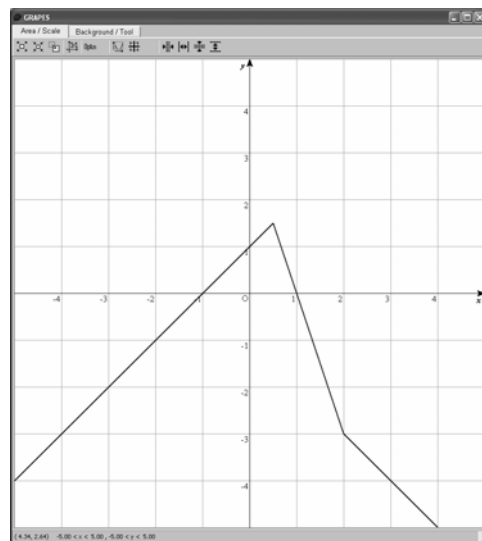 GRAPES
Area / Scale Background / Tool
Option
y
4
3
2
1
-4 -3 -2 -1 O 1 2 3 4 x
-1
-2
-3
-4
( 4.34, 2.64) -5.00 < x < 5.00 , -5.00 < y < 5.00